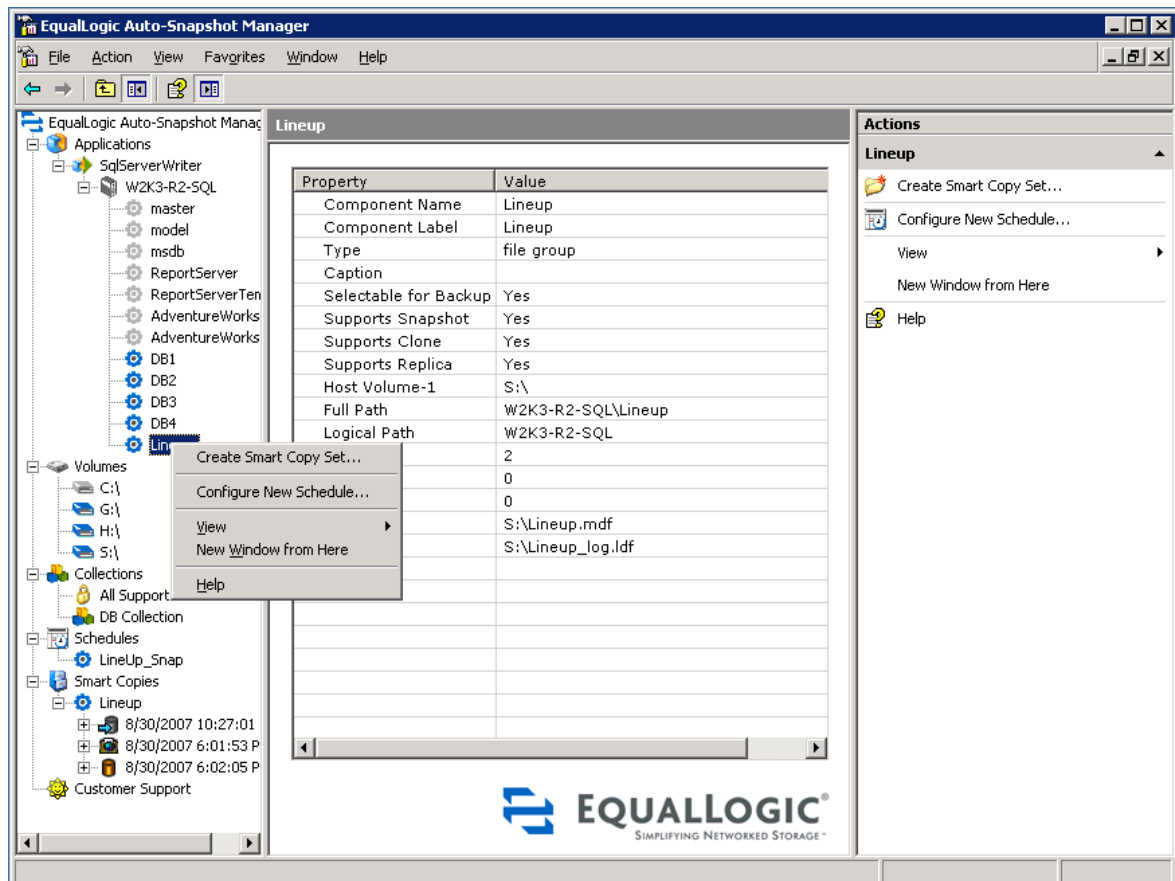 EqualLogic Auto-Snapshot Manager
File Action View Favorites Window Help
EqualLogic Auto-Snapshot Manag
Applications
SqlServerWriter
W2K3-R2-SQL
master
model
msdb
ReportServer
ReportServerTen
AdventureWorks
AdventureWorks
DB1
DB2
DB3
DB4
Volumes
C:\
G:\
H:\
S:\
Collections
All Support
DB Collection
Schedules
LineUp_Snap
Smart Copies
Lineup
8/30/2007 10:27:01
8/30/2007 6:01:53 P
8/30/2007 6:02:05 P
Customer Support
Create Smart Copy Set...
Configure New Schedule...
View
New Window from Here
Help
Lineup
Property Value
Component Name Lineup
Component Label Lineup
Type file group
Caption
Selectable for Backup Yes
Supports Snapshot Yes
Supports Clone Yes
Supports Replica Yes
Host Volume-1 S:\
Full Path W2K3-R2-SQL\Lineup
Logical Path W2K3-R2-SQL
2
0
0
S:\Lineup.mdf
S:\Lineup_log.ldf
EQUALLOGIC®
SIMPLIFYING NETWORKED STORAGE™
Actions
Lineup
Create Smart Copy Set...
Configure New Schedule...
View
New Window from Here
Help